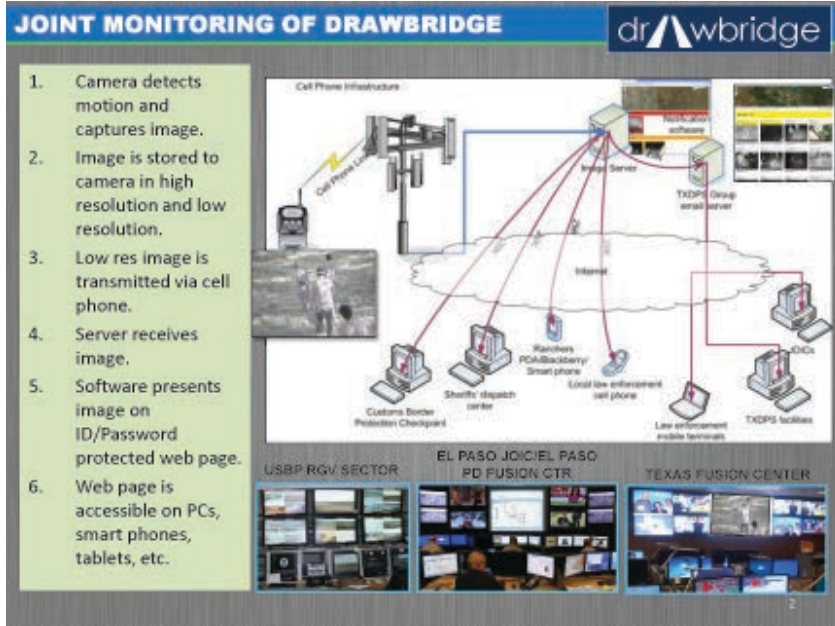 JOINT MONITORING OF DRAWBRIDGE
drawbridge
1. Camera detects
motion and
captures image.
2. Image is stored to
camera in high
resolution and low
resolution.
3. Low res image is
transmitted via cell
phone.
4. Server receives
image.
5. Software presents
image on
ID/Password
protected web page.
6. Web page is
accessible on PCs,
smart phones,
tablets, etc.
Cell Phone Infrastructure
Cell Phone Link
Notification
software
Image Server
TXDPS Group
email server
Internet
JOICs
Ranchers
PDA/Blackberry/
Smart phone
Sheriffs' dispatch
center
Local law enforcement
cell phone
Customs Border
Protection Checkpoint
Law enforcement
mobile terminals
TXDPS facilities
USBP RGV SECTOR
EL PASO JOIC/EL PASO
PD FUSION CTR
TEXAS FUSION CENTER
2